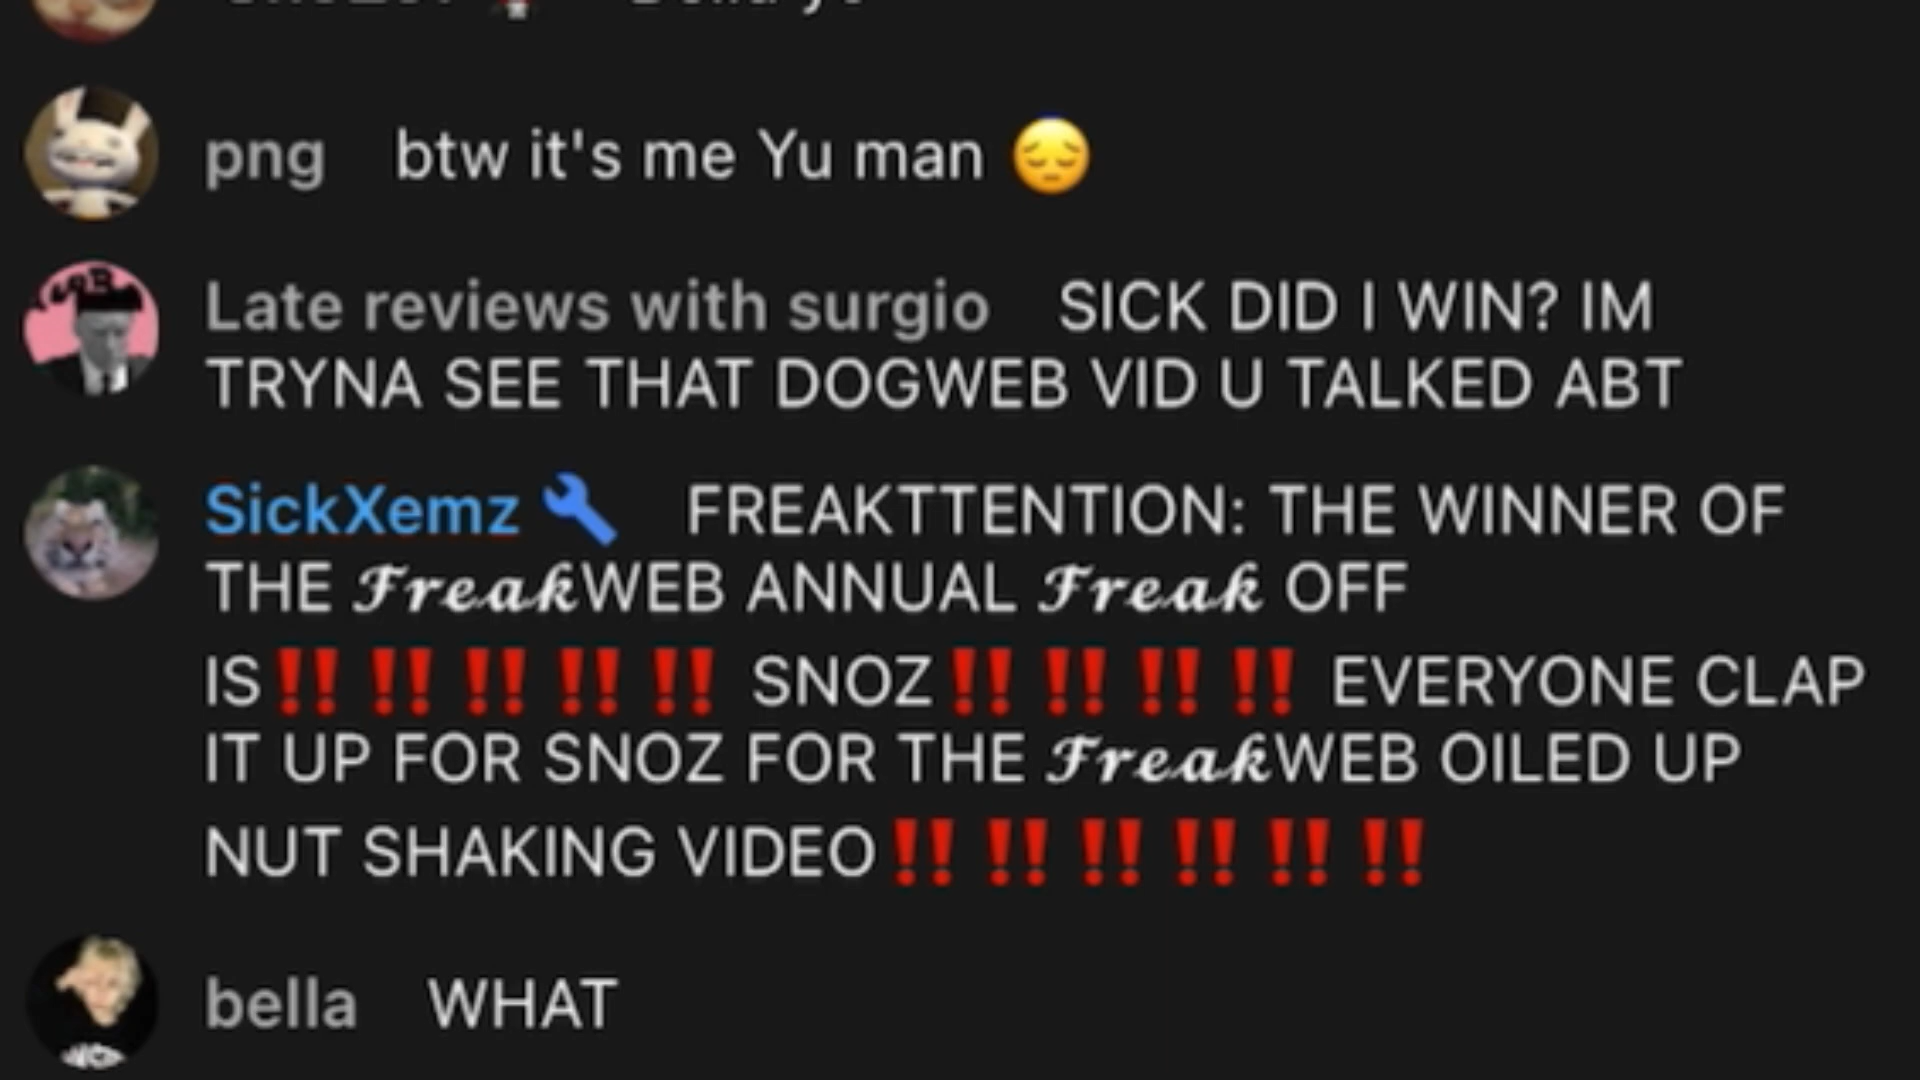 png btw it's me Yu man 😔
Late reviews with surgio SICK DID I WIN? IM
TRYNA SEE THAT DOGWEB VID U TALKED ABT
SickXemz 🔧 FREAKTTENTION: THE WINNER OF
THE 𝓕𝓻𝓮𝓪𝓴WEB ANNUAL 𝓕𝓻𝓮𝓪𝓴 OFF
IS‼️‼️‼️‼️‼️ SNOZ‼️‼️‼️‼️ EVERYONE CLAP
IT UP FOR SNOZ FOR THE 𝓕𝓻𝓮𝓪𝓴WEB OILED UP
NUT SHAKING VIDEO‼️‼️‼️‼️‼️‼️
bella WHAT